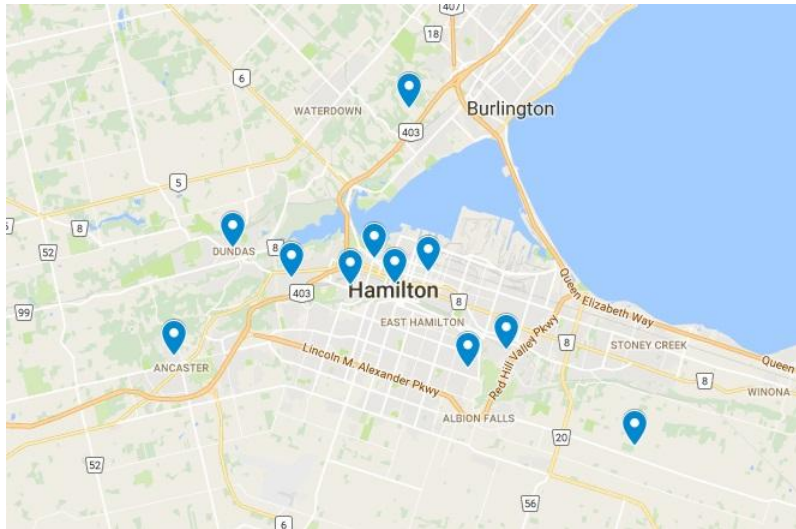 407
18
6
WATERDOWN
Burlington
403
5
8
52
DUNDAS
8
403
Hamilton
Queen Elizabeth Way
99
8
EAST HAMILTON
Red Hill Valley Pkwy
8
STONEY CREEK
Queen
ANCASTER
Lincoln M. Alexander Pkwy
8
WINONA
ALBION FALLS
20
52
56
6